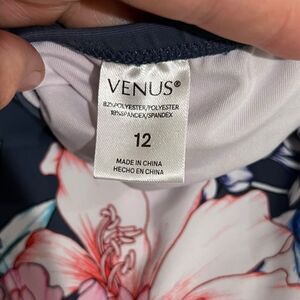 VENUS®
82%POLYESTER/POLYESTER
18%SPANDEX/SPANDEX
12
MADE IN CHINA
HECHO EN CHINA